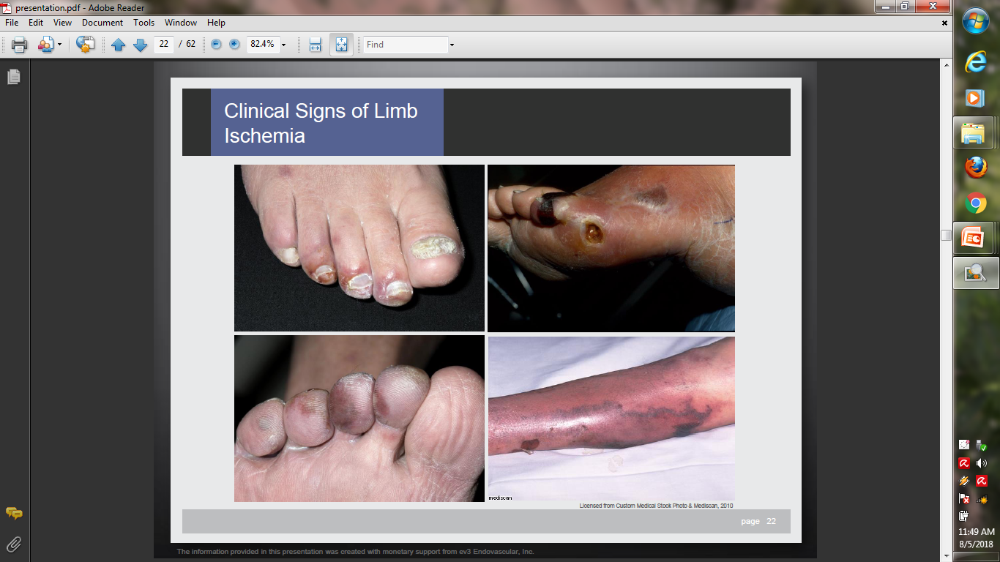 presentation.pdf - Adobe Reader
File Edit View Document Tools Window Help
22 / 62 82.4% Find
Clinical Signs of Limb
Ischemia
mediscan
Licensed from Custom Medical Stock Photo & Mediscan, 2010
page 22
The information provided in this presentation was created with monetary support from ev3 Endovascular, Inc.
11:49 AM
8/5/2018